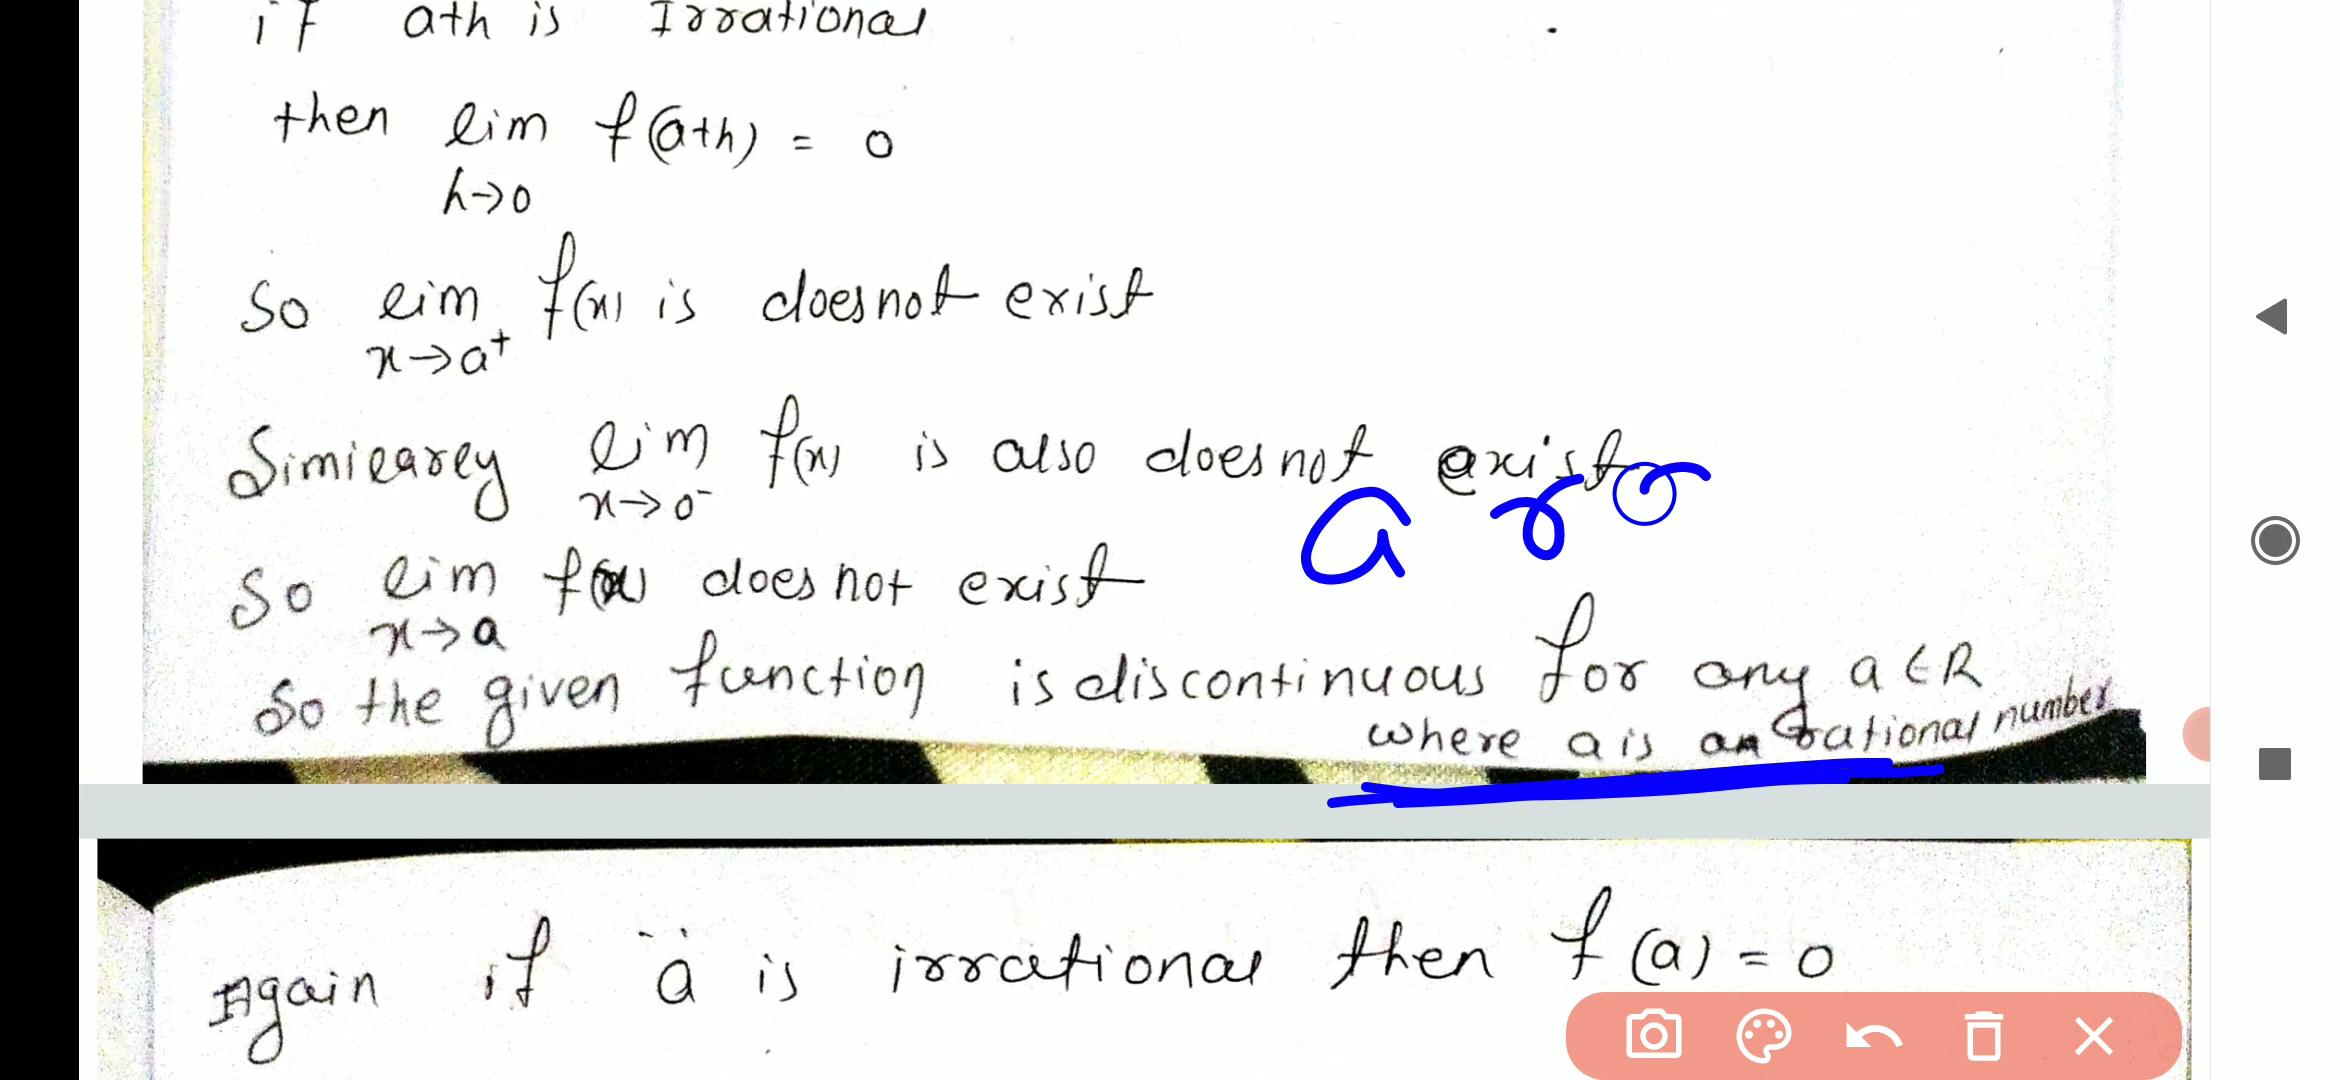 if a+h is Irrational
then lim f(a+h) = 0
h→0
So lim f(x) is doesnot exist
x→a⁺
Similarly lim f(x) is also doesnot exist
x→0⁻
a r
So lim f(x) does not exist
x→a
So the given function is discontinuous for any a ∈ R
where a is an rational number
Again if a is irrational then f(a) = 0